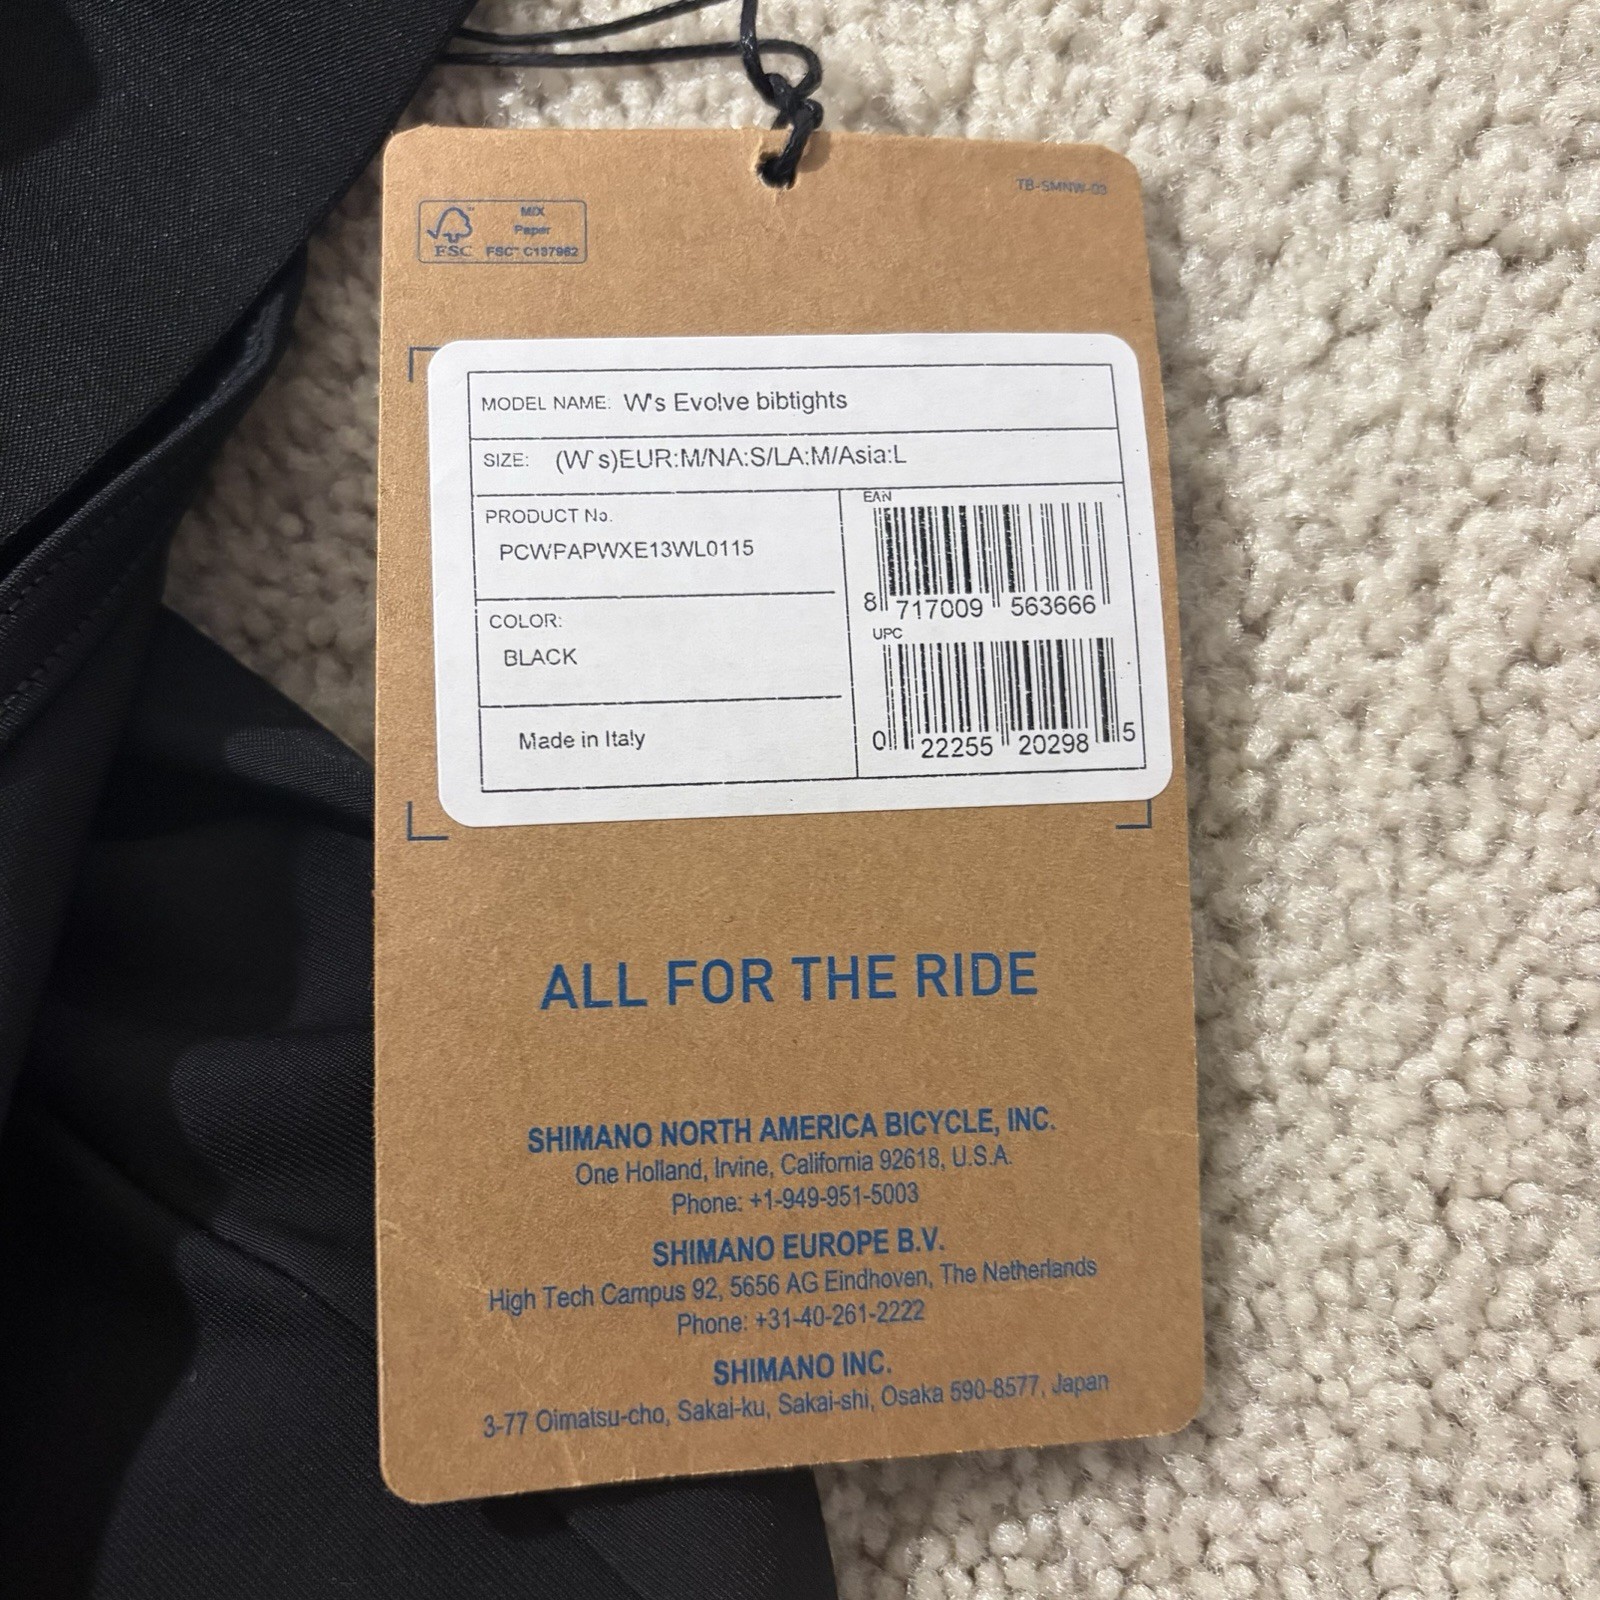 TB-SMNW-03
MIX
Paper
FSC FSC™ C137962
MODEL NAME: W's Evolve bibtights
SIZE: (W's)EUR:M/NA:S/LA:M/Asia:L
PRODUCT No.
PCWPAPWXE13WL0115
COLOR:
BLACK
Made in Italy
EAN
8 717009 563666
UPC
0 22255 20298 5
ALL FOR THE RIDE
SHIMANO NORTH AMERICA BICYCLE, INC.
One Holland, Irvine, California 92618, U.S.A.
Phone: +1-949-951-5003
SHIMANO EUROPE B.V.
High Tech Campus 92, 5656 AG Eindhoven, The Netherlands
Phone: +31-40-261-2222
SHIMANO INC.
3-77 Oimatsu-cho, Sakai-ku, Sakai-shi, Osaka 590-8577, Japan